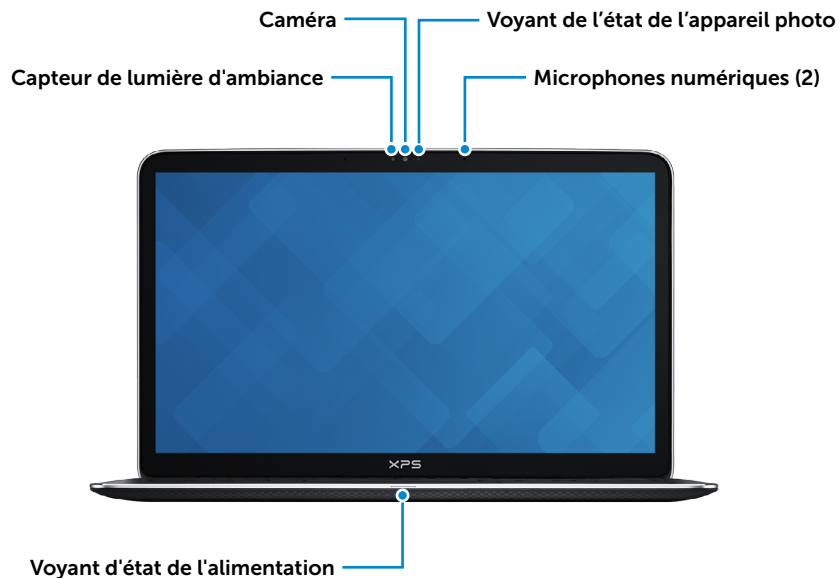 Caméra
Voyant de l’état de l’appareil photo
Capteur de lumière d'ambiance
Microphones numériques (2)
XPS
Voyant d'état de l'alimentation